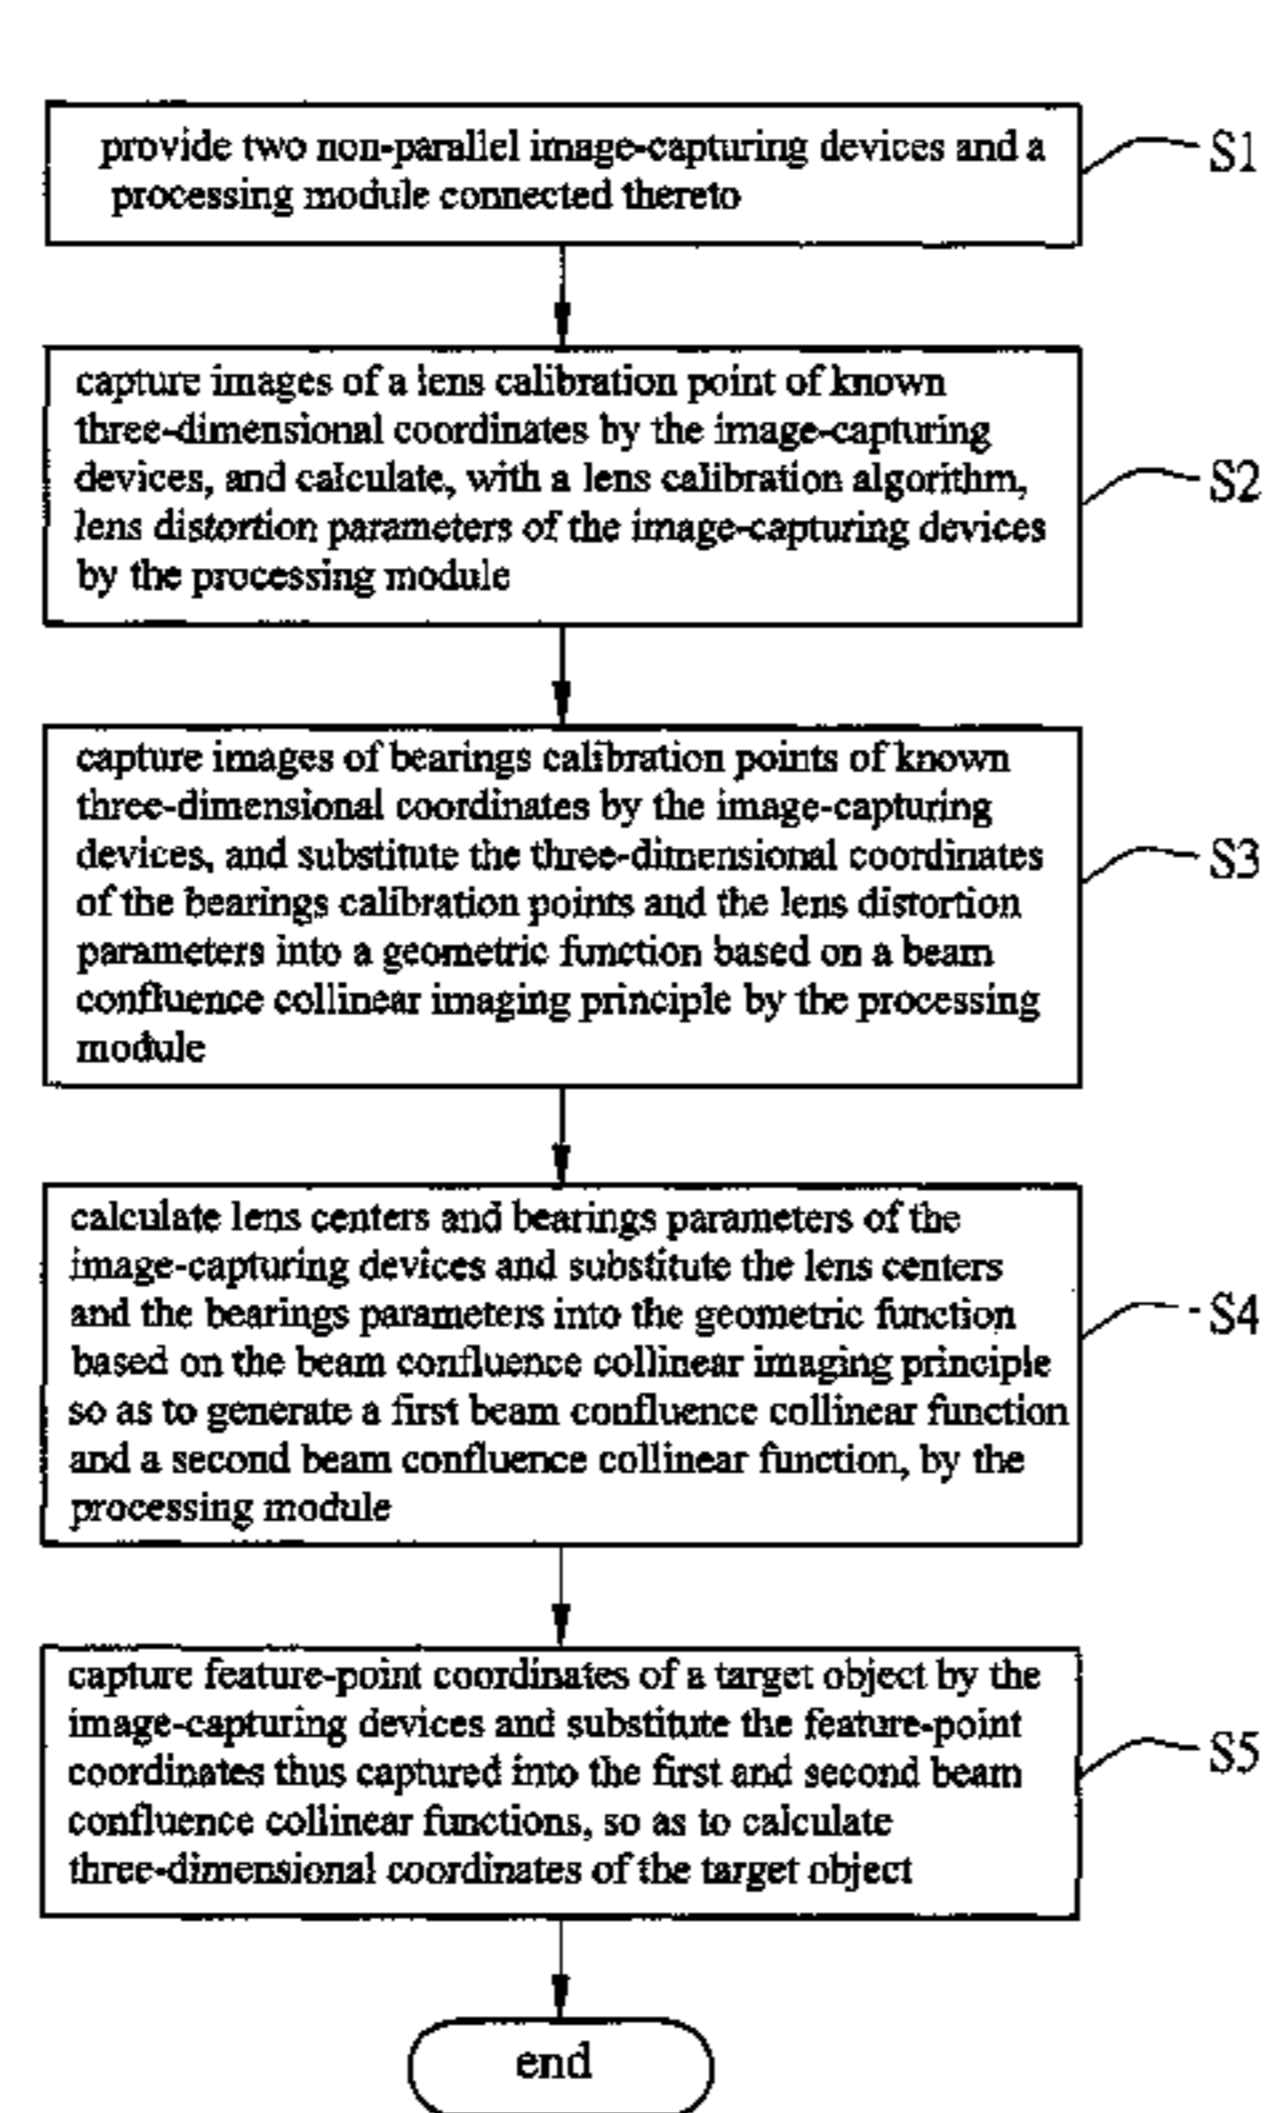 provide two non-parallel image-capturing devices and a
processing module connected thereto
S1
capture images of a lens calibration point of known
three-dimensional coordinates by the image-capturing
devices, and calculate, with a lens calibration algorithm,
lens distortion parameters of the image-capturing devices
by the processing module
S2
capture images of bearings calibration points of known
three-dimensional coordinates by the image-capturing
devices, and substitute the three-dimensional coordinates
of the bearings calibration points and the lens distortion
parameters into a geometric function based on a beam
confluence collinear imaging principle by the processing
module
S3
calculate lens centers and bearings parameters of the
image-capturing devices and substitute the lens centers
and the bearings parameters into the geometric function
based on the beam confluence collinear imaging principle
so as to generate a first beam confluence collinear function
and a second beam confluence collinear function, by the
processing module
S4
capture feature-point coordinates of a target object by the
image-capturing devices and substitute the feature-point
coordinates thus captured into the first and second beam
confluence collinear functions, so as to calculate
three-dimensional coordinates of the target object
S5
end